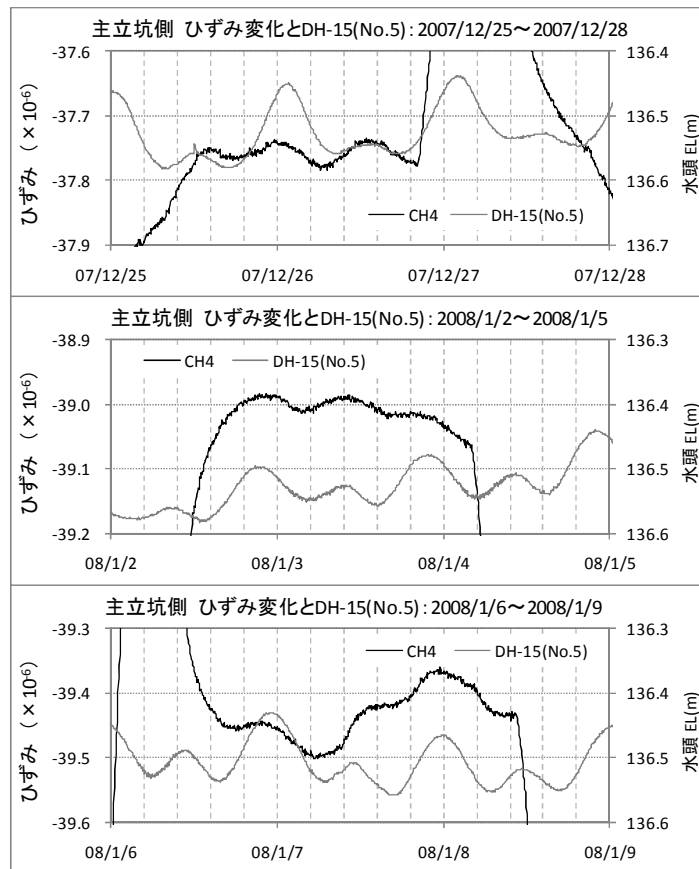 主立坑側 ひずみ変化とDH-15(No.5)：2007/12/25～2007/12/28
-37.6
-37.7
-37.8
-37.9
ひずみ （×10-6）
136.4
136.5
136.6
136.7
水頭 EL(m)
CH4 DH-15(No.5)
07/12/25 07/12/26 07/12/27 07/12/28
主立坑側 ひずみ変化とDH-15(No.5)：2008/1/2～2008/1/5
-38.9
-39.0
-39.1
-39.2
ひずみ （×10-6）
136.3
136.4
136.5
136.6
水頭 EL(m)
CH4 DH-15(No.5)
08/1/2 08/1/3 08/1/4 08/1/5
主立坑側 ひずみ変化とDH-15(No.5)：2008/1/6～2008/1/9
-39.3
-39.4
-39.5
-39.6
ひずみ （×10-6）
136.3
136.4
136.5
136.6
水頭 EL(m)
CH4 DH-15(No.5)
08/1/6 08/1/7 08/1/8 08/1/9